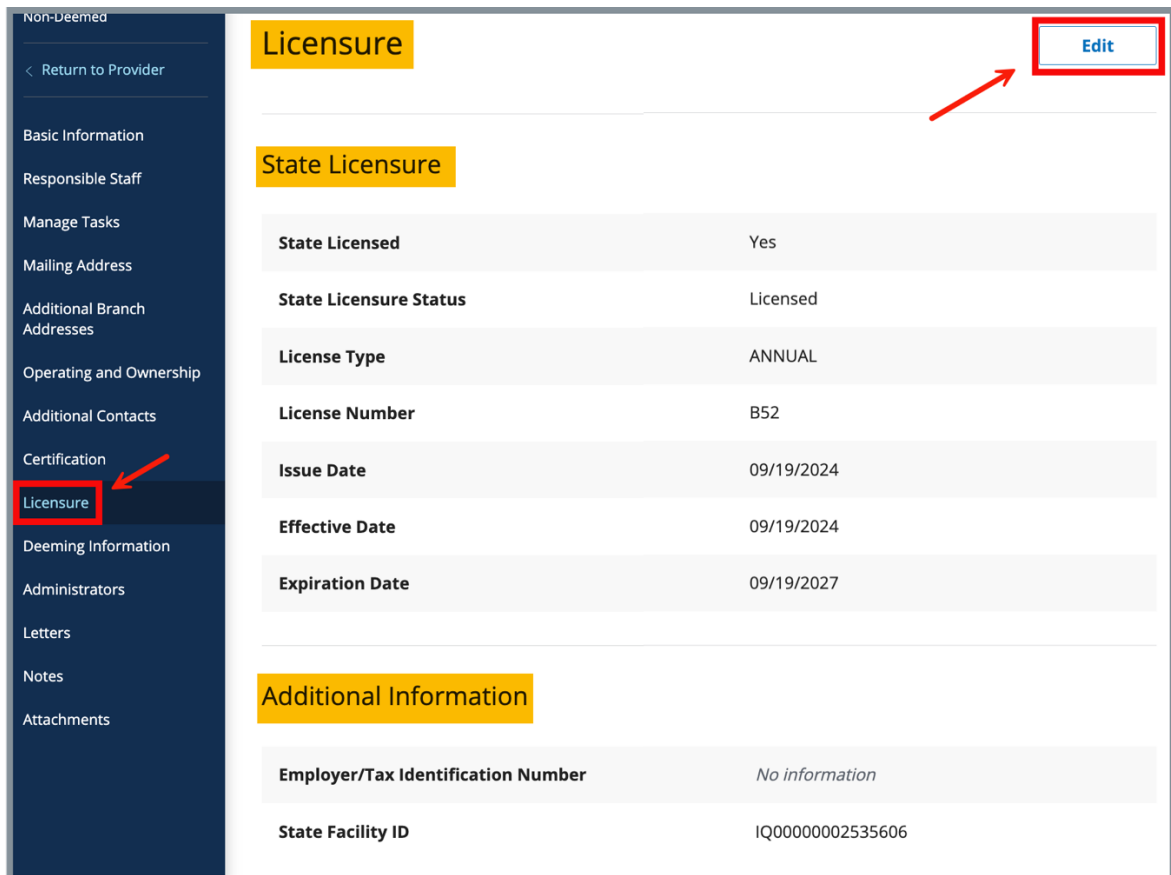 Non-Deemed
< Return to Provider
Basic Information
Responsible Staff
Manage Tasks
Mailing Address
Additional Branch
Addresses
Operating and Ownership
Additional Contacts
Certification
Licensure
Deeming Information
Administrators
Letters
Notes
Attachments
Licensure
Edit
State Licensure
State Licensed Yes
State Licensure Status Licensed
License Type ANNUAL
License Number B52
Issue Date 09/19/2024
Effective Date 09/19/2024
Expiration Date 09/19/2027
Additional Information
Employer/Tax Identification Number No information
State Facility ID IQ00000002535606